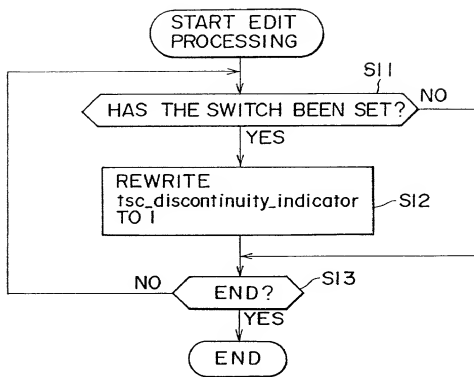 START EDIT
PROCESSING
S11
HAS THE SWITCH BEEN SET?
NO
YES
REWRITE
tsc_discontinuity_indicator
TO 1
S12
NO
END?
S13
YES
END